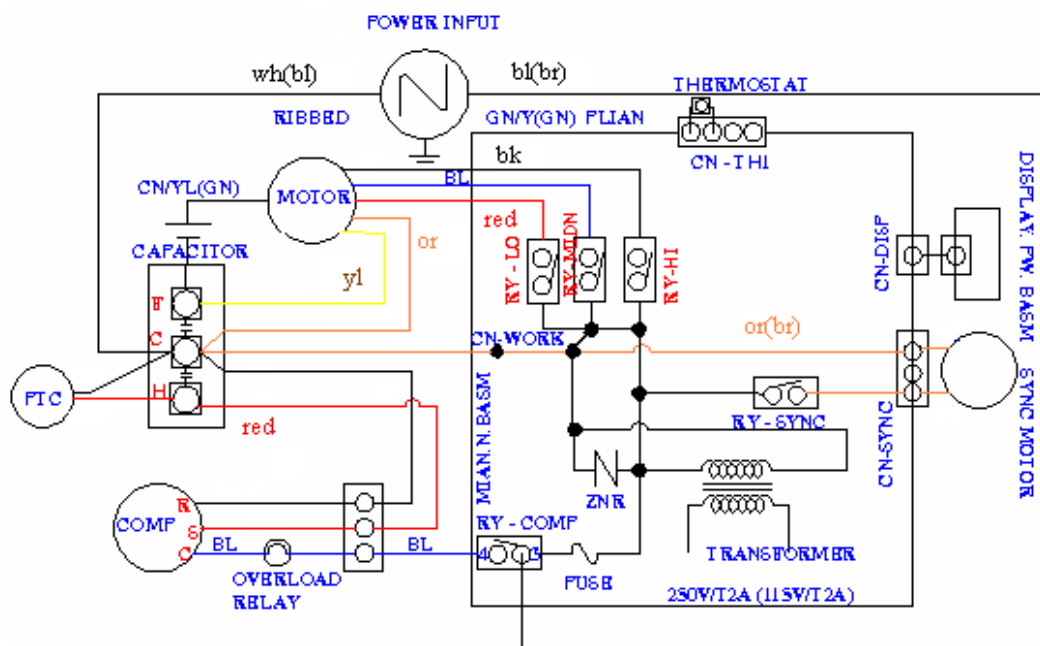 POWER INPUT
wh(bl)
bl(br)
THERMOSTAT
RIBBED
GN/Y(GN) PLIAN
CN - TH1
bk
BL
CN/YL(GN)
MOTOR
red
or
CAPACITOR
yl
RY - LO
RY-MIDN
RY-HI
CN-DISP
DISPLAY. PW. BASM
F
C
H
CN-WORK
or(br)
PTC
red
RY - SYNC
CN-SYNC
SYNC MOTOR
MIAN. N. BASM
ZNR
R
COMP
S
C
BL
BL
RY - COMP
4
3
OVERLOAD
RELAY
FUSE
TRANSFORMER
250V/T2A (115V/T2A)